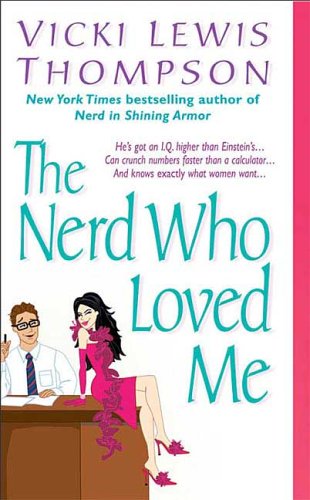 VICKI LEWIS
THOMPSON
New York Times bestselling author of
Nerd in Shining Armor
He's got an I.Q. higher than Einstein's…
Can crunch numbers faster than a calculator…
And knows exactly what women want…
The
Nerd Who
Loved
Me